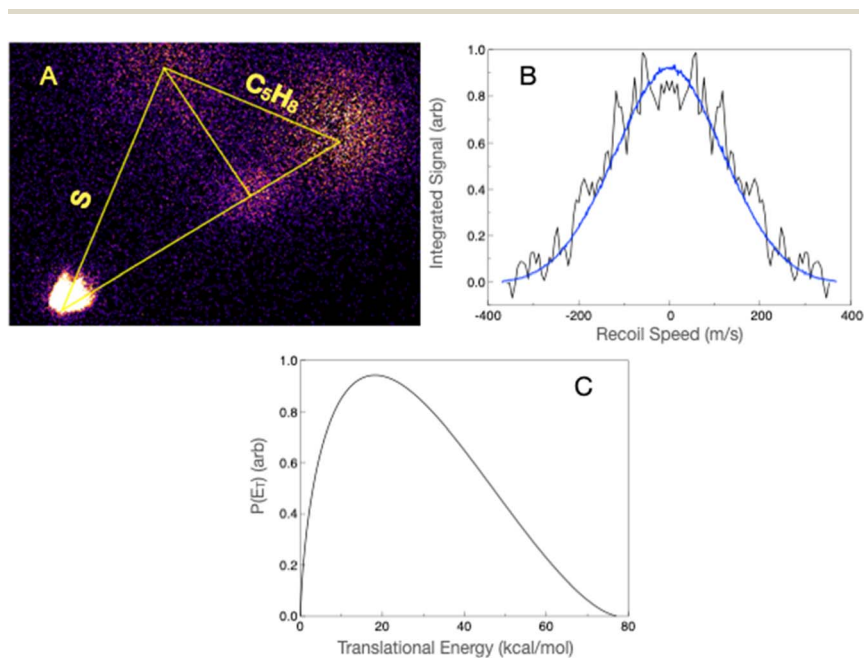 A
C₅H₈
S
B
Integrated Signal (arb)
1.0
0.8
0.6
0.4
0.2
0.0
-400
-200
0
200
400
Recoil Speed (m/s)
C
P(Eᴛ) (arb)
1.0
0.8
0.6
0.4
0.2
0.0
0
20
40
60
80
Translational Energy (kcal/mol)